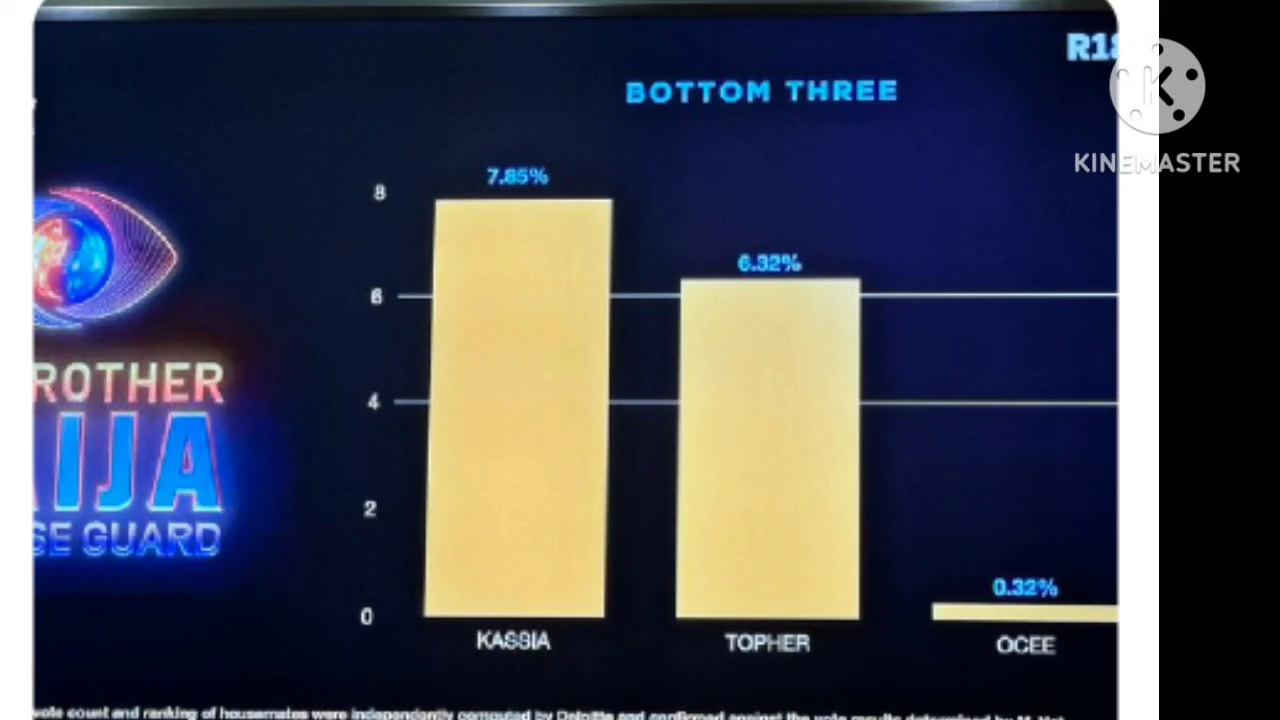 R18
BOTTOM THREE
KINEMASTER
7.85%
8
6.32%
6
ROTHER
4
IJA
2
SE GUARD
0.32%
0
KASSIA
TOPHER
OCEE
vote count and ranking of housemates were independently computed by Deloitte and confirmed against the vote results determined by M-Net